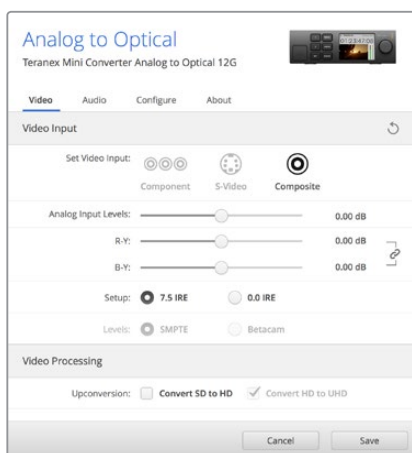 Analog to Optical
Teranex Mini Converter Analog to Optical 12G
Video Audio Configure About
Video Input
Set Video Input:
Component S-Video Composite
Analog Input Levels: 0.00 dB
R-Y: 0.00 dB
B-Y: 0.00 dB
Setup: 7.5 IRE 0.0 IRE
Levels: SMPTE Betacam
Video Processing
Upconversion: Convert SD to HD Convert HD to UHD
Cancel Save